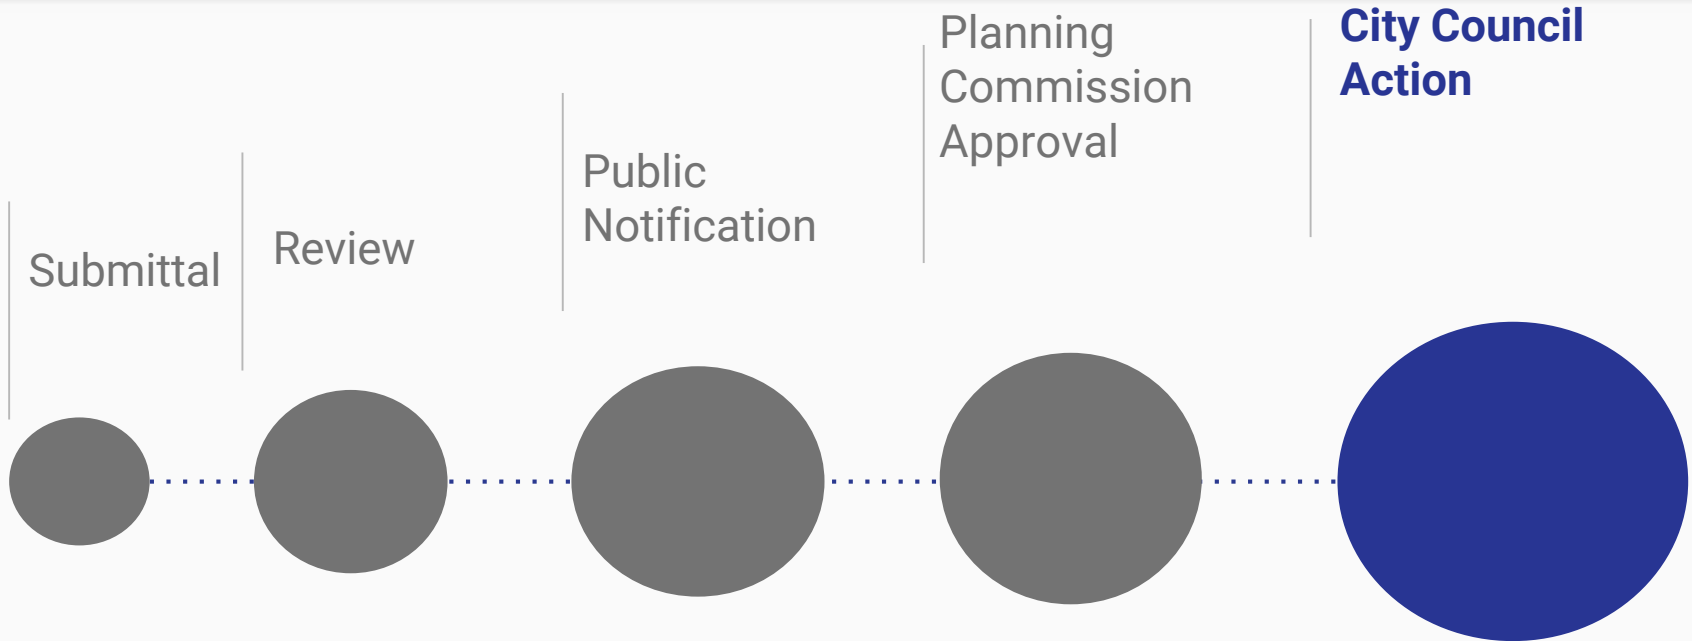 Submittal
Review
Public
Notification
Planning
Commission
Approval
City Council
Action